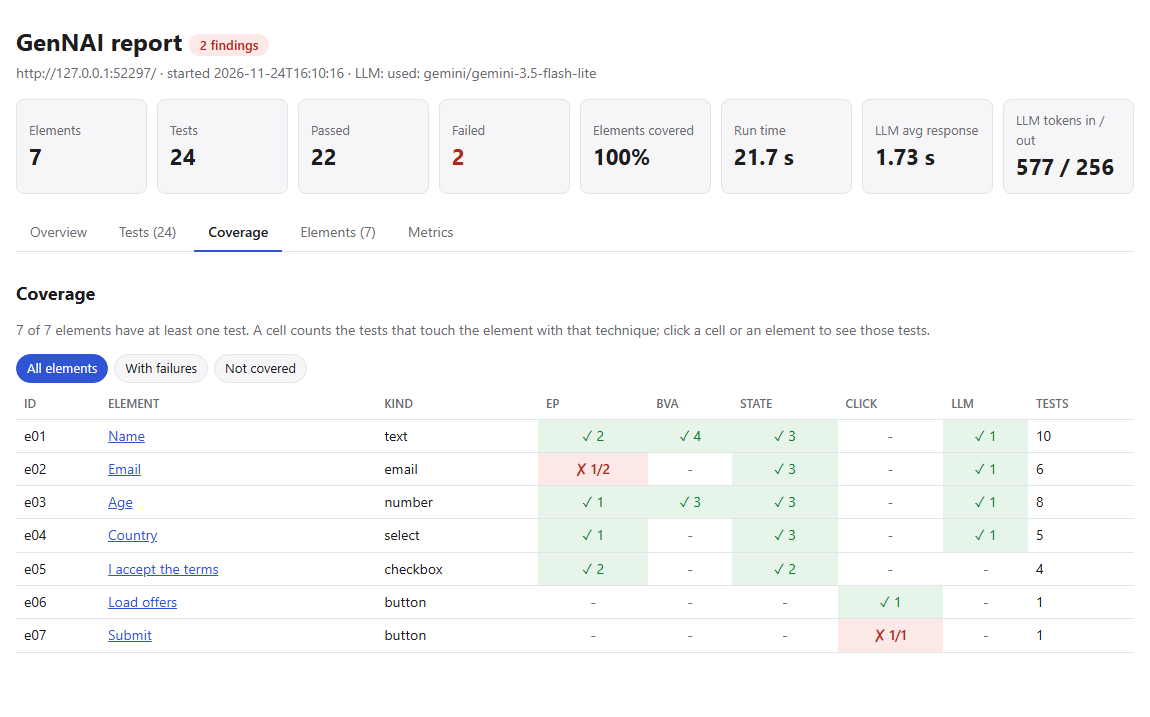 GenNAI report 2 findings
http://127.0.0.1:52297/ · started 2026-11-24T16:10:16 · LLM: used: gemini/gemini-3.5-flash-lite
Elements
7
Tests
24
Passed
22
Failed
2
Elements covered
100%
Run time
21.7 s
LLM avg response
1.73 s
LLM tokens in /
out
577 / 256
Overview Tests (24) Coverage Elements (7) Metrics
Coverage
7 of 7 elements have at least one test. A cell counts the tests that touch the element with that technique; click a cell or an element to see those tests.
All elements With failures Not covered
ID ELEMENT KIND EP BVA STATE CLICK LLM TESTS
e01 Name text ✓ 2 ✓ 4 ✓ 3 - ✓ 1 10
e02 Email email ✗ 1/2 - ✓ 3 - ✓ 1 6
e03 Age number ✓ 1 ✓ 3 ✓ 3 - ✓ 1 8
e04 Country select ✓ 1 - ✓ 3 - ✓ 1 5
e05 I accept the terms checkbox ✓ 2 - ✓ 2 - - 4
e06 Load offers button - - - ✓ 1 - 1
e07 Submit button - - - ✗ 1/1 - 1